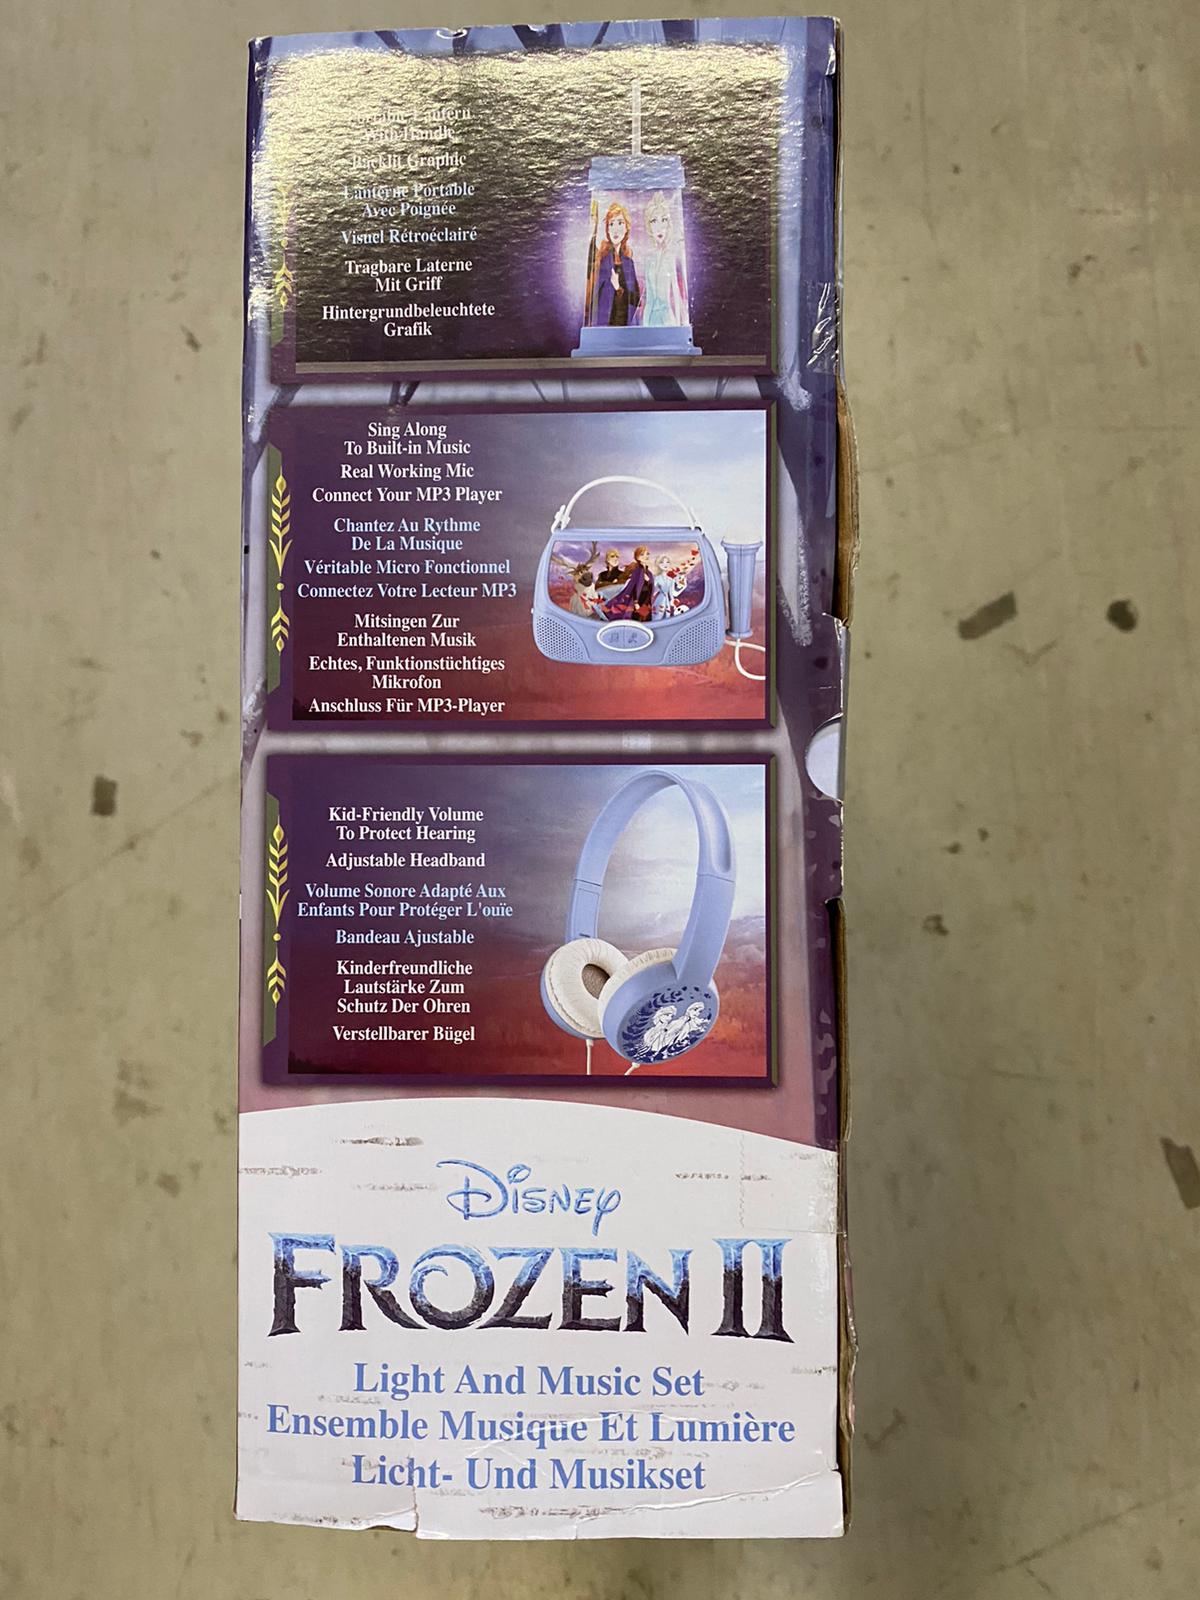 Portable Lantern
With Handle
Backlit Graphic
Lanterne Portable
Avec Poignée
Visuel Rétroéclairé
Tragbare Laterne
Mit Griff
Hintergrundbeleuchtete
Grafik
Sing Along
To Built-in Music
Real Working Mic
Connect Your MP3 Player
Chantez Au Rythme
De La Musique
Véritable Micro Fonctionnel
Connectez Votre Lecteur MP3
Mitsingen Zur
Enthaltenen Musik
Echtes, Funktionstüchtiges
Mikrofon
Anschluss Für MP3-Player
Kid-Friendly Volume
To Protect Hearing
Adjustable Headband
Volume Sonore Adapté Aux
Enfants Pour Protéger L'ouïe
Bandeau Ajustable
Kinderfreundliche
Lautstärke Zum
Schutz Der Ohren
Verstellbarer Bügel
Disney
FROZEN II
Light And Music Set
Ensemble Musique Et Lumière
Licht- Und Musikset